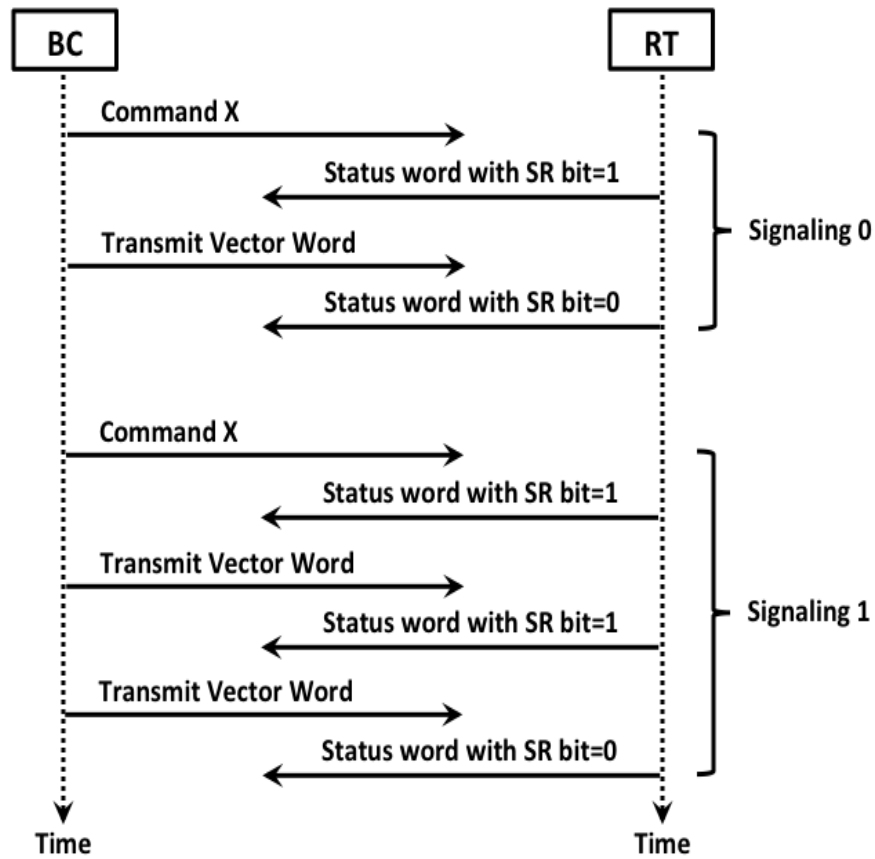 BC
RT
Command X
Status word with SR bit=1
Transmit Vector Word
Status word with SR bit=0
Signaling 0
Command X
Status word with SR bit=1
Transmit Vector Word
Status word with SR bit=1
Transmit Vector Word
Status word with SR bit=0
Signaling 1
Time
Time